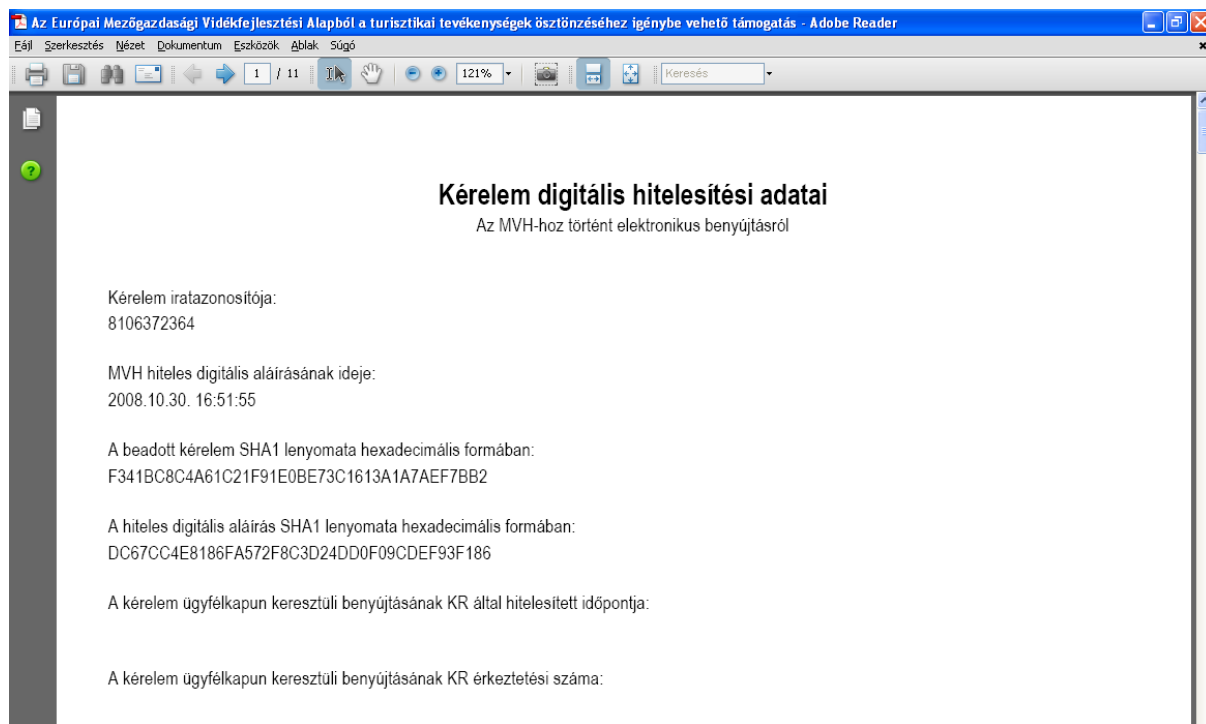 Az Európai Mezőgazdasági Vidékfejlesztési Alapból a turisztikai tevékenységek ösztönzéséhez igénybe vehető támogatás - Adobe Reader
Fájl Szerkesztés Nézet Dokumentum Eszközök Ablak Súgó
1 / 11 121% Keresés
Kérelem digitális hitelesítési adatai
Az MVH-hoz történt elektronikus benyújtásról
Kérelem iratazonosítója:
8106372364
MVH hiteles digitális aláírásának ideje:
2008.10.30. 16:51:55
A beadott kérelem SHA1 lenyomata hexadecimális formában:
F341BC8C4A61C21F91E0BE73C1613A1A7AEF7BB2
A hiteles digitális aláírás SHA1 lenyomata hexadecimális formában:
DC67CC4E8186FA572F8C3D24DD0F09CDEF93F186
A kérelem ügyfélkapun keresztüli benyújtásának KR által hitelesített időpontja:
A kérelem ügyfélkapun keresztüli benyújtásának KR érkeztetési száma: